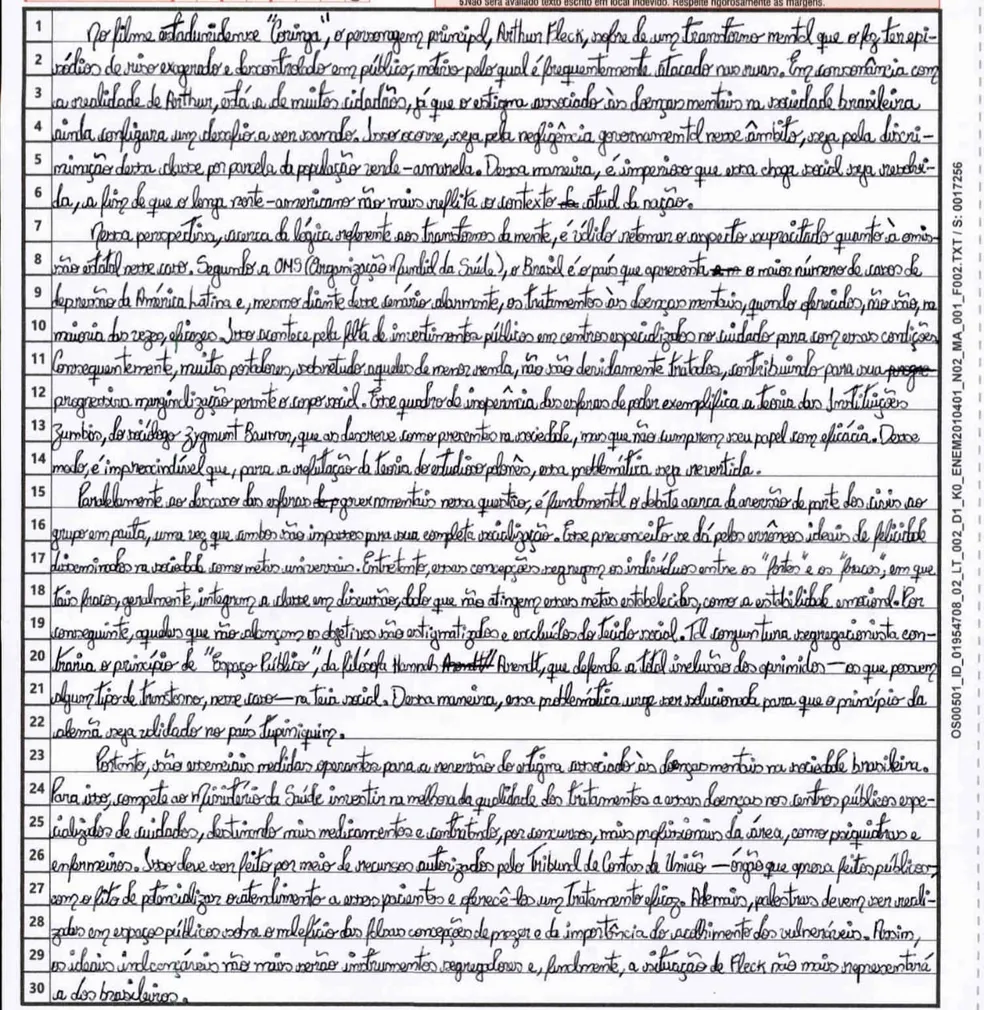 5.Não será avaliado texto escrito em local indevido. Respeite rigorosamente as margens.
1 No filme estadunidense "Coringa", o personagem principal, Arthur Fleck, sofre de um transtorno mental que o faz ter epi-
2 sódios de riso exagerado e descontrolado em público, motivo pelo qual é frequentemente atacado nas ruas. Em consonância com
3 a realidade de Arthur, está a de muitos cidadãos, já que o estigma associado às doenças mentais na sociedade brasileira
4 ainda configura um desafio a ser sanado. Isso ocorre, seja pela negligência governamental nesse âmbito, seja pela discri-
5 minação dessa classe por parcela da população verde-amarela. Dessa maneira, é imperioso que essa chaga social seja resolvi-
6 da, a fim de que o longa norte-americano não mais reflita o contexto atual da nação.
7 Nessa perspectiva, acerca da lógica referente aos transtornos da mente, é válido retomar o aspecto supracitado quanto à omis-
8 são estatal nesse caso. Segundo a OMS (Organização Mundial da Saúde), o Brasil é o país que apresenta o maior número de casos de
9 depressão da América Latina e, mesmo diante desse cenário alarmante, os tratamentos às doenças mentais, quando oferecidos, não são, na
10 maioria das vezes, eficazes. Isso acontece pela falta de investimentos públicos em centros especializados no cuidado para com essas condições.
11 Consequentemente, muitos portadores, sobretudo aqueles de menor renda, não são devidamente tratados, contribuindo para sua
12 progressiva marginalização perante o corpo social. Esse quadro de inoperância das esferas de poder exemplifica a teoria das Instituições
13 Zumbis, do sociólogo Zygmunt Bauman, que as descreve como presentes na sociedade, mas que não cumprem seu papel com eficácia. Desse
14 modo, é imprescindível que, para a refutação da teoria do estudioso polonês, essa problemática seja revertida.
15 Paralelamente ao descaso das esferas governamentais nessa questão, é fundamental o debate acerca da aversão de parte dos civis ao
16 grupo em pauta, uma vez que ambos são impasses para sua completa socialização. Esse preconceito se dá pelos errôneos ideais de felicidade
17 disseminados na sociedade como metas universais. Entretanto, essas concepções segregam os indivíduos entre os "fortes" e os "fracos", em que
18 tais fracos, geralmente, integram a classe em discussão, dado que não atingem essas metas estabelecidas, como a estabilidade emocional. Por
19 conseguinte, aqueles que não alcançam os objetivos são estigmatizados e excluídos do tecido social. Tal conjuntura segregacionista con-
20 traria o princípio de "Espaço Público", da filósofa Hannah Arendt, que defende a total inclusão dos oprimidos — os que possuem
21 algum tipo de transtorno, nesse caso — na teia social. Dessa maneira, essa problemática urge ser solucionada para que o princípio da
22 alemã seja validado no país tupiniquim.
23 Portanto, são essenciais medidas operantes para a reversão do estigma associado às doenças mentais na sociedade brasileira.
24 Para isso, compete ao Ministério da Saúde investir na melhora da qualidade dos tratamentos a essas doenças nos centros públicos espe-
25 cializados de cuidados, destinando mais medicamentos e contratando, por concursos, mais profissionais da área, como psiquiatras e
26 enfermeiros. Isso deve ser feito por meio de recursos autorizados pelo Tribunal de Contas da União — órgão que aprova feitos públicos,
27 com o fito de potencializar o atendimento a esses pacientes e oferecê-los um tratamento eficaz. Ademais, palestras devem ser reali-
28 zadas em espaços públicos sobre o malefício das falsas concepções de prazer e da importância do acolhimento dos vulneráveis. Assim,
29 os ideais inalcançáveis não mais serão instrumentos segregadores e, finalmente, a situação de Fleck não mais representará
30 a dos brasileiros.
OS00501_ID_01954708_02_LT_002_D1_K0_ENEM2010401_N02_MA_001_F002.TXT / S: 0017256